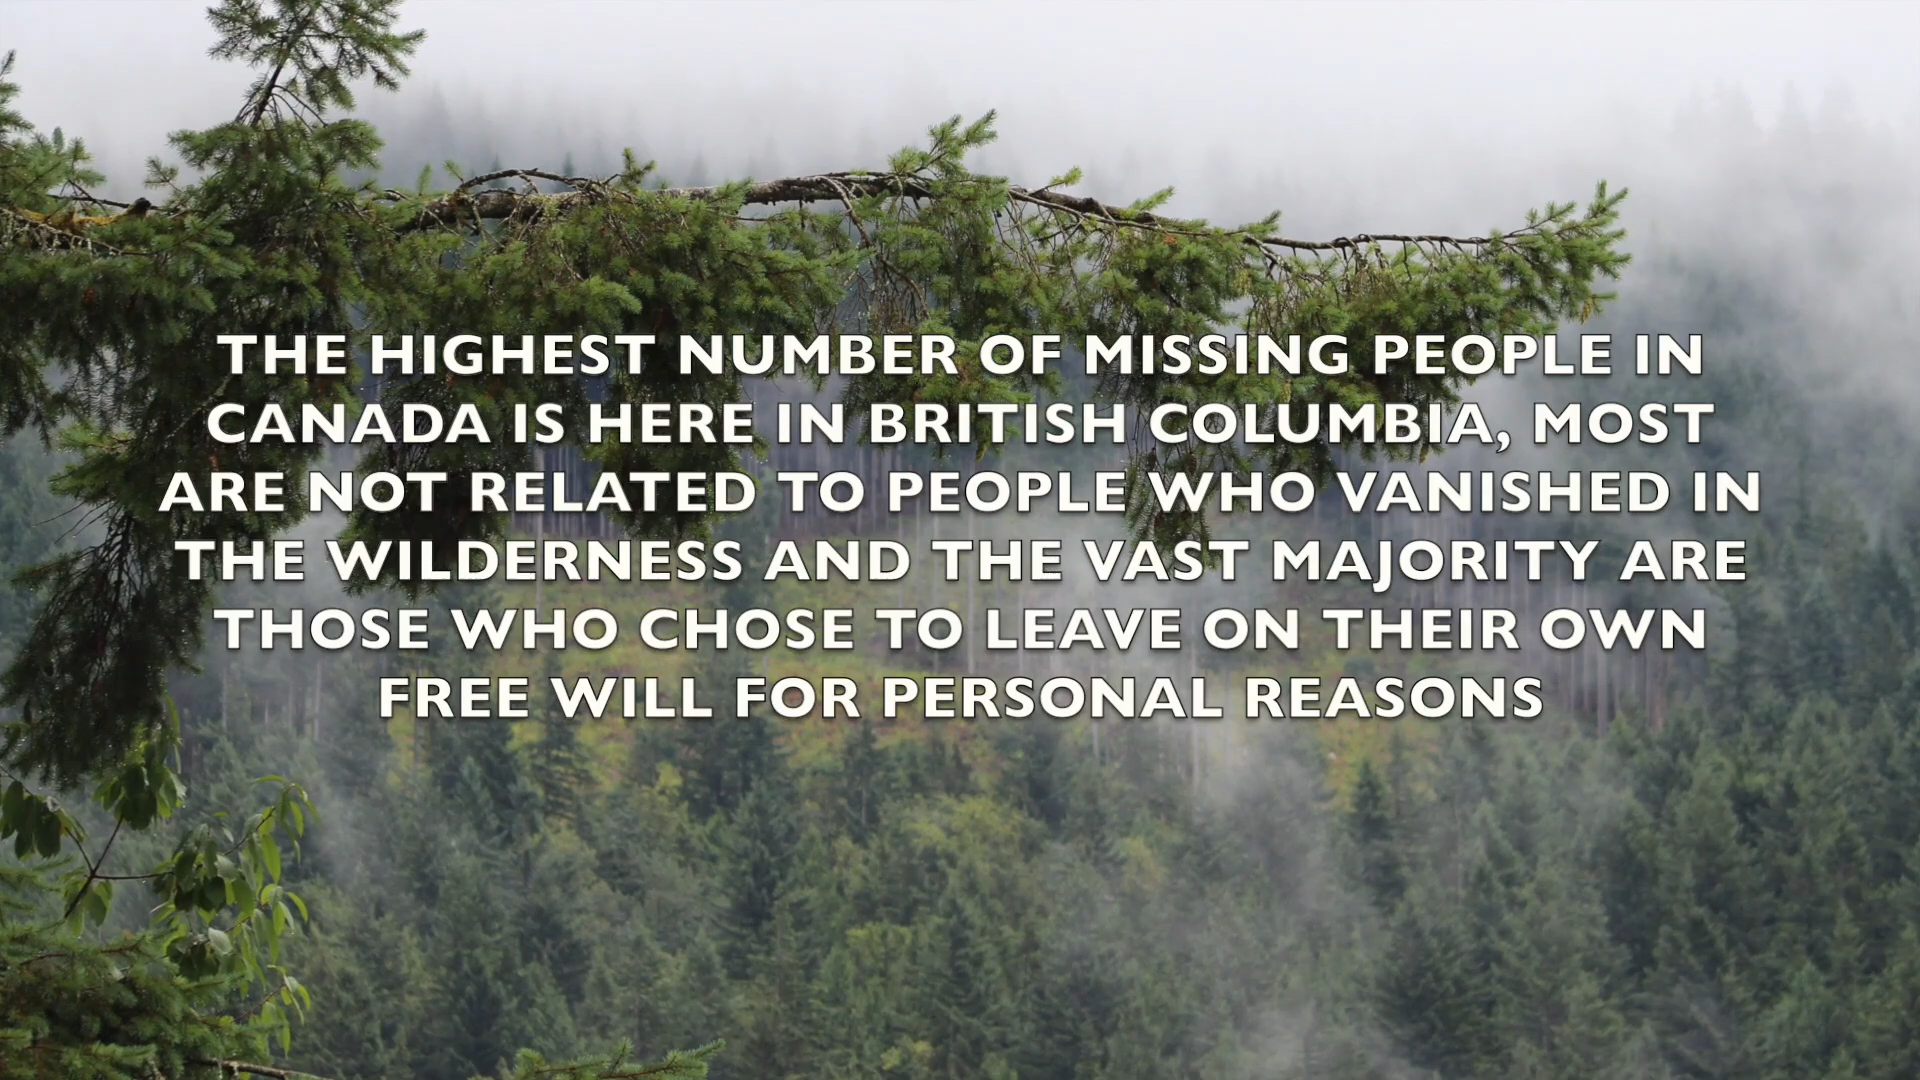 THE HIGHEST NUMBER OF MISSING PEOPLE IN
CANADA IS HERE IN BRITISH COLUMBIA, MOST
ARE NOT RELATED TO PEOPLE WHO VANISHED IN
THE WILDERNESS AND THE VAST MAJORITY ARE
THOSE WHO CHOSE TO LEAVE ON THEIR OWN
FREE WILL FOR PERSONAL REASONS